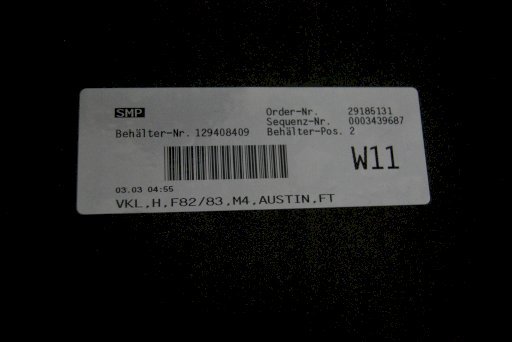 SMP
Order-Nr. 29186131
Sequenz-Nr. 0003439687
Behälter-Nr. 129408409 Behälter-Pos. 2
W11
03.03 04:55
VKL,H,F82/83,M4,AUSTIN,FT